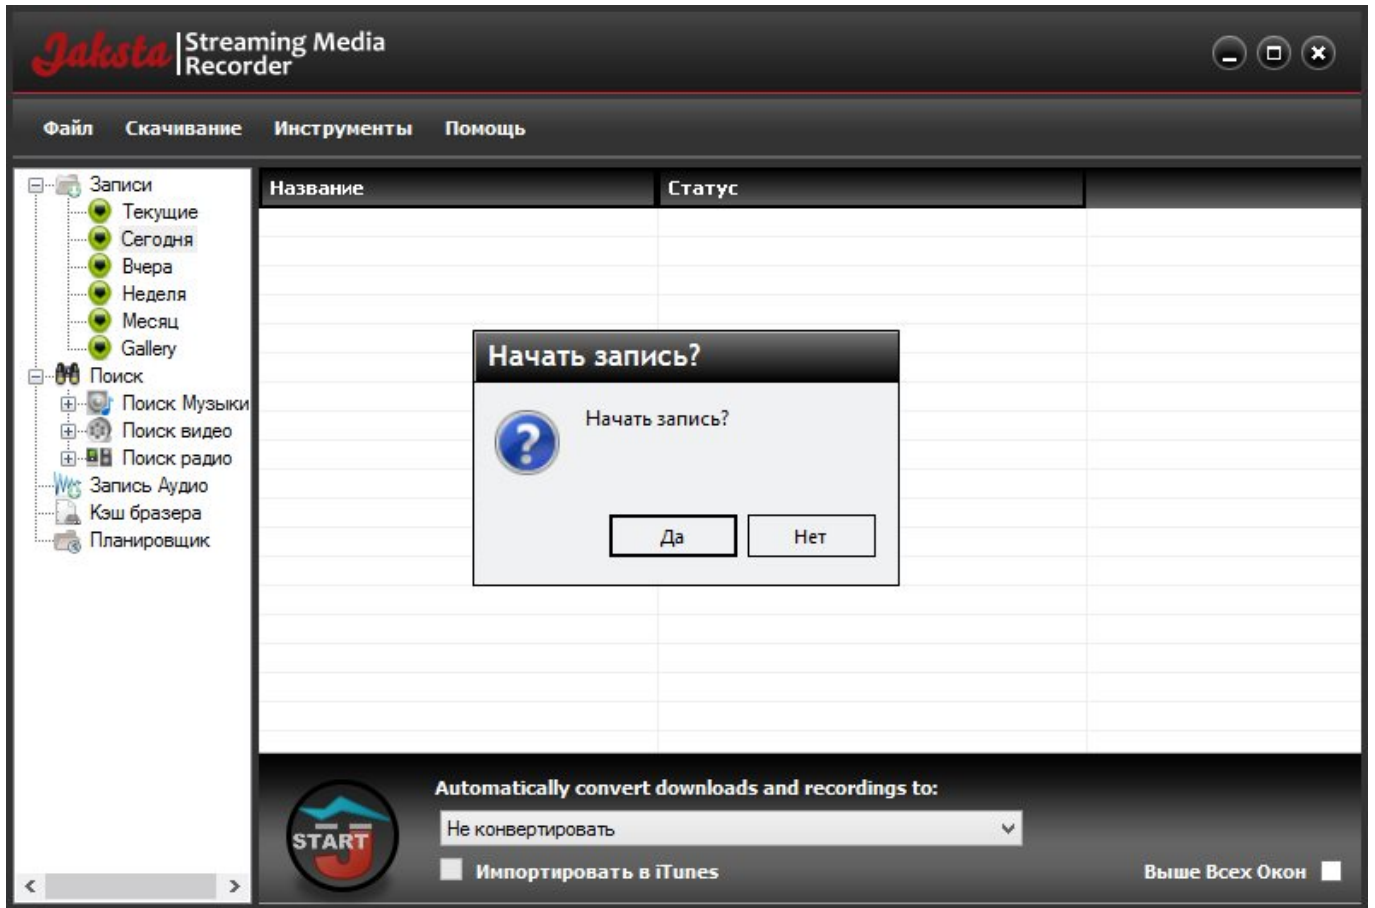 Jaksta
Streaming Media
Recorder
Файл Скачивание Инструменты Помощь
Записи
Текущие
Сегодня
Вчера
Неделя
Месяц
Gallery
Поиск
Поиск Музыки
Поиск видео
Поиск радио
Запись Аудио
Кэш бразера
Планировщик
Название Статус
Начать запись?
Начать запись?
Да Нет
START
Automatically convert downloads and recordings to:
Не конвертировать
Импортировать в iTunes
Выше Всех Окон